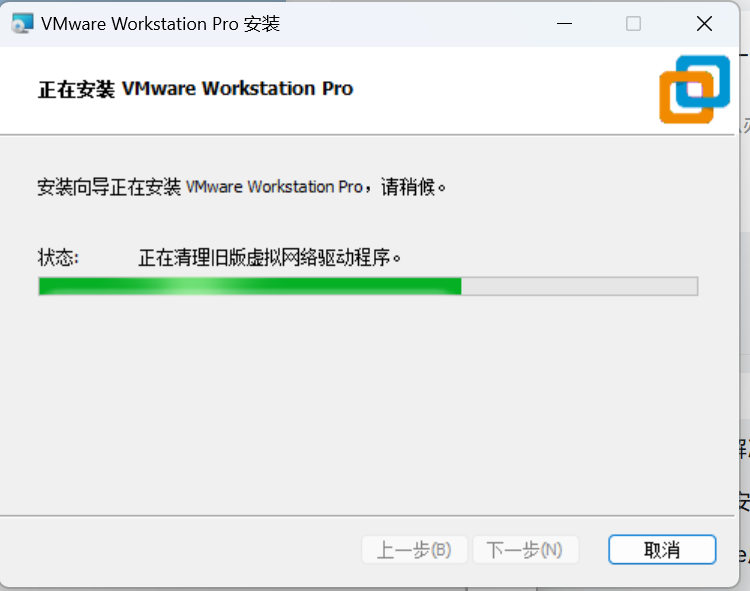 VMware Workstation Pro 安装
正在安装 VMware Workstation Pro
安装向导正在安装 VMware Workstation Pro，请稍候。
状态: 正在清理旧版虚拟网络驱动程序。
上一步(B) 下一步(N) 取消